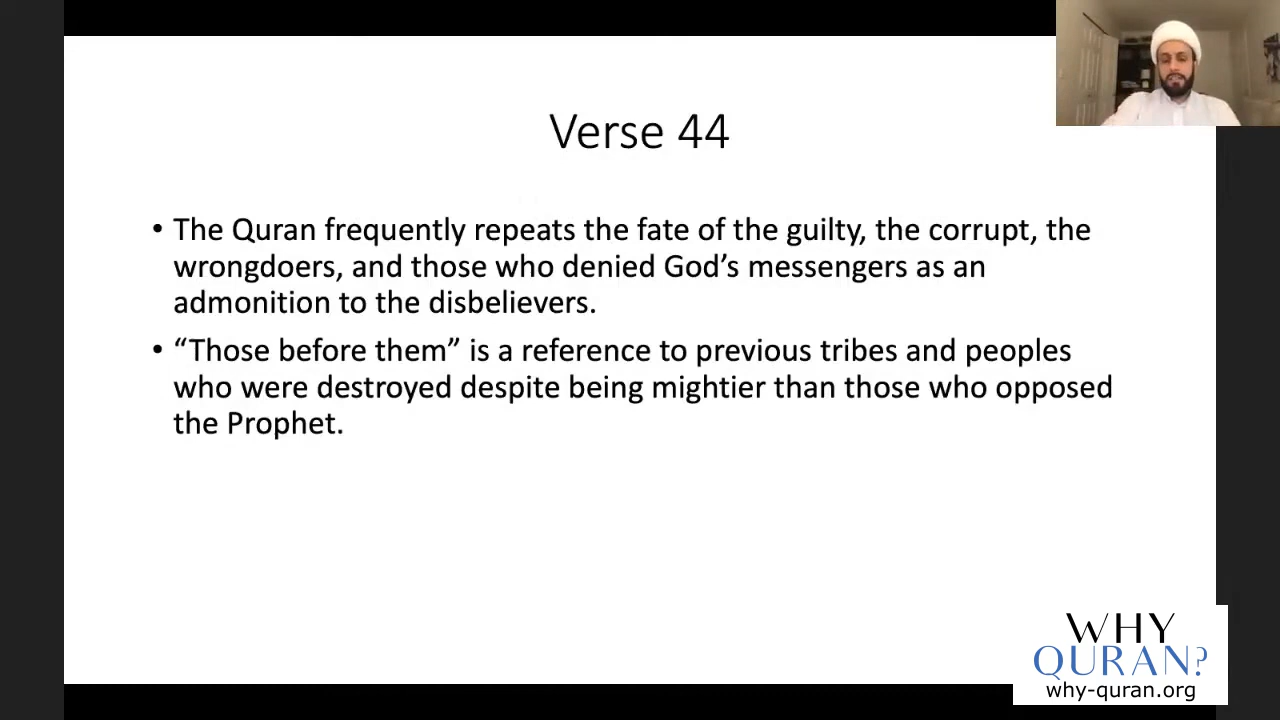 Verse 44
• The Quran frequently repeats the fate of the guilty, the corrupt, the
wrongdoers, and those who denied God’s messengers as an
admonition to the disbelievers.
• “Those before them” is a reference to previous tribes and peoples
who were destroyed despite being mightier than those who opposed
the Prophet.
WHY
QURAN?
why-quran.org